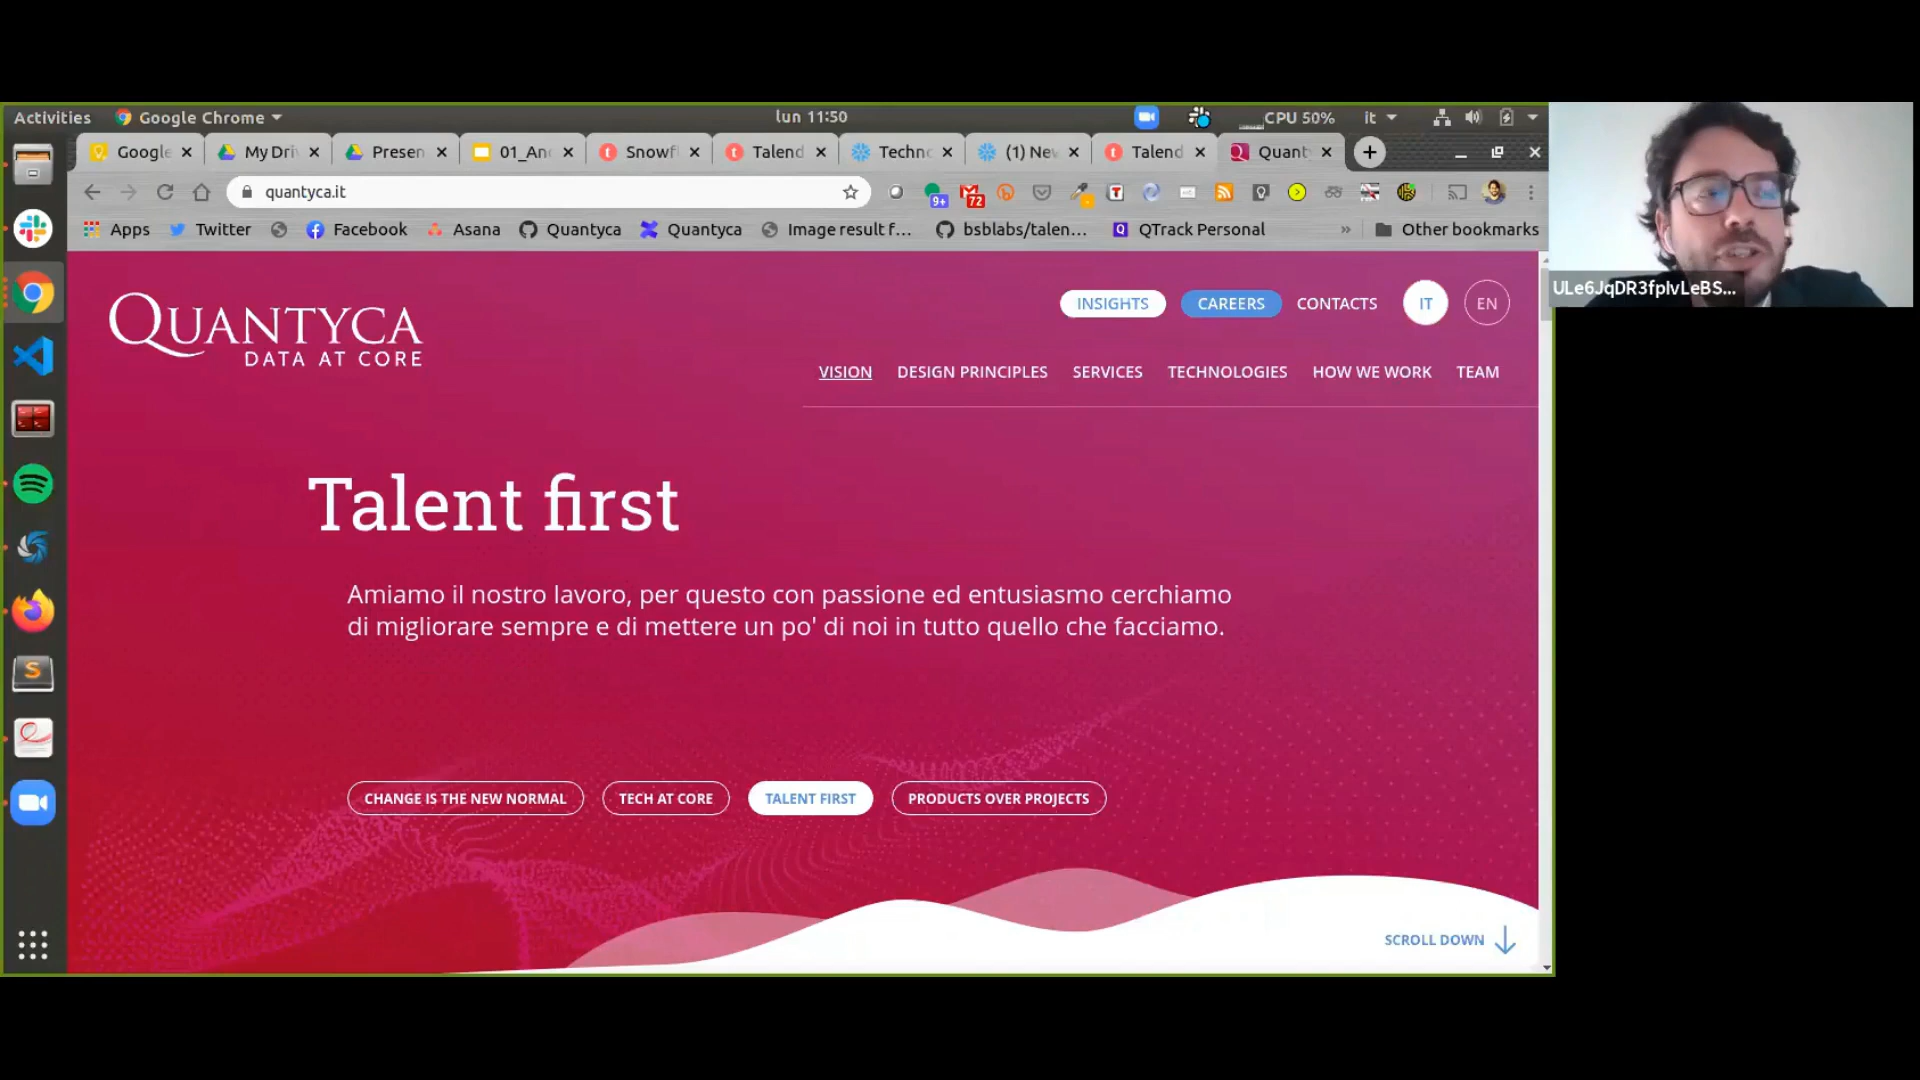 Activities
Google Chrome
lun 11:50
CPU 50%
it
Google
My Dri
Presen
01_An
Snowf
Talend
Techn
(1) Ne
Talend
Quant
quantyca.it
9+
72
Apps
Twitter
Facebook
Asana
Quantyca
Quantyca
Image result f...
bsblabs/talen...
QTrack Personal
»
Other bookmarks
ULe6JqDR3fpIvLeBS...
QUANTYCA
DATA AT CORE
INSIGHTS
CAREERS
CONTACTS
IT
EN
VISION
DESIGN PRINCIPLES
SERVICES
TECHNOLOGIES
HOW WE WORK
TEAM
Talent first
Amiamo il nostro lavoro, per questo con passione ed entusiasmo cerchiamo
di migliorare sempre e di mettere un po' di noi in tutto quello che facciamo.
CHANGE IS THE NEW NORMAL
TECH AT CORE
TALENT FIRST
PRODUCTS OVER PROJECTS
SCROLL DOWN